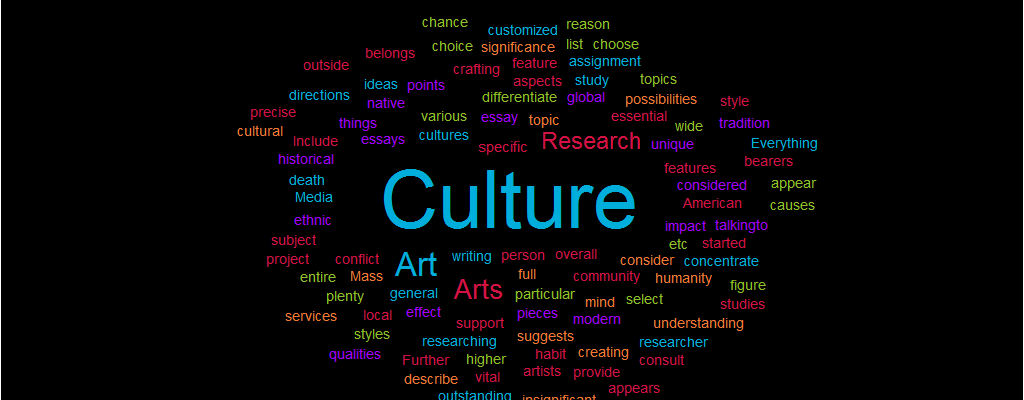 chance
reason
customized
choice
significance
list
choose
belongs
outside
crafting
feature
assignment
aspects
study
topics
ideas
points
directions
native
differentiate
global
possibilities
style
precise
things
various
essay
topic
essential
wide
tradition
cultural
Include
essays
cultures
specific
Research
unique
Everything
historical
features
bearers
death
Media
Culture
considered
appear
American
causes
ethnic
impact
talkingto
subject
etc
started
project
conflict
Art
writing
person
overall
consider
concentrate
entire
Mass
full
community
humanity
figure
plenty
general
Arts
particular
mind
select
studies
services
local
effect
support
pieces
modern
understanding
styles
researching
suggests
researcher
qualities
Further
higher
habit
creating
consult
describe
vital
artists
provide
appears
outstanding
insignificant